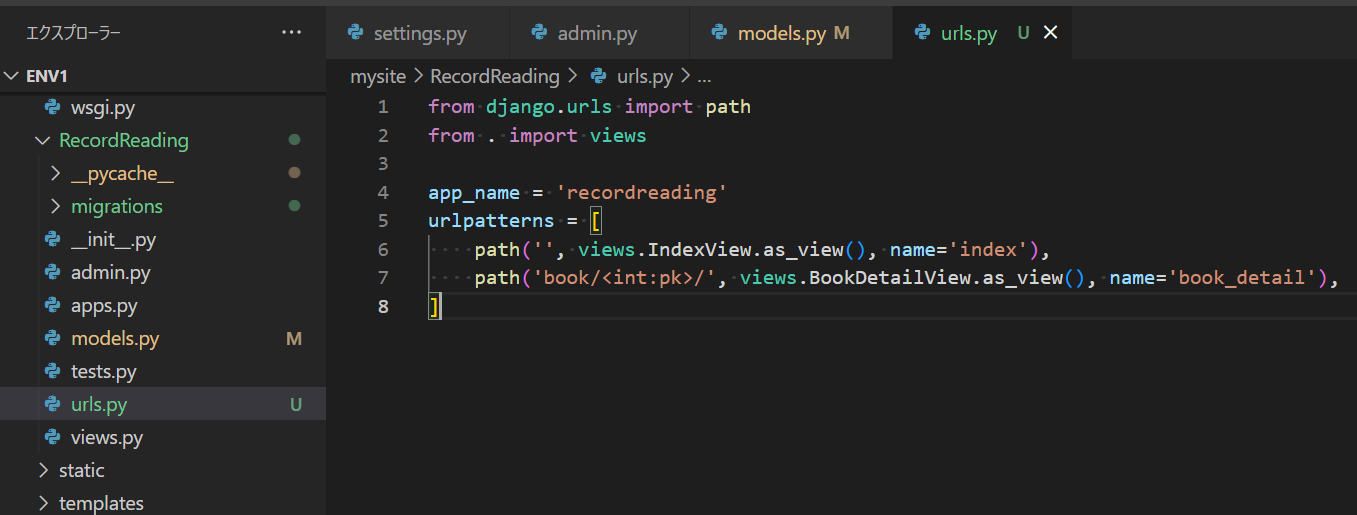 エクスプローラー ...
settings.py admin.py models.py M urls.py U
ENV1
mysite > RecordReading > urls.py > ...
wsgi.py
RecordReading
__pycache__
migrations
__init__.py
admin.py
apps.py
models.py M
tests.py
urls.py U
views.py
static
templates
1 from django.urls import path
2 from . import views
3
4 app_name = 'recordreading'
5 urlpatterns = [
6     path('', views.IndexView.as_view(), name='index'),
7     path('book/<int:pk>/', views.BookDetailView.as_view(), name='book_detail'),
8 ]